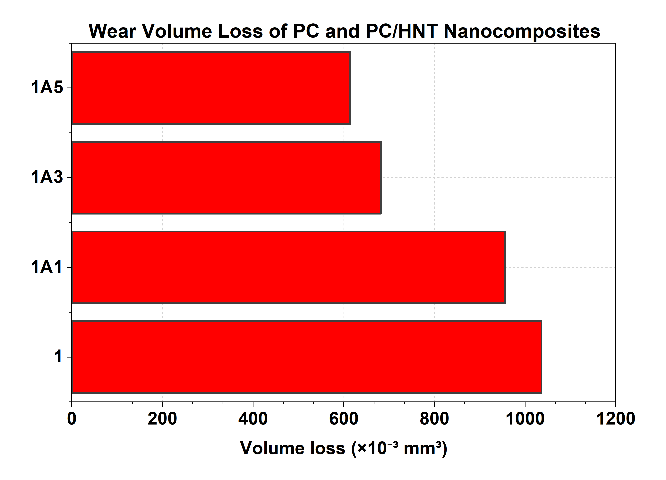 Wear Volume Loss of PC and PC/HNT Nanocomposites
1A5
1A3
1A1
1
0 200 400 600 800 1000 1200
Volume loss (×10⁻³ mm³)